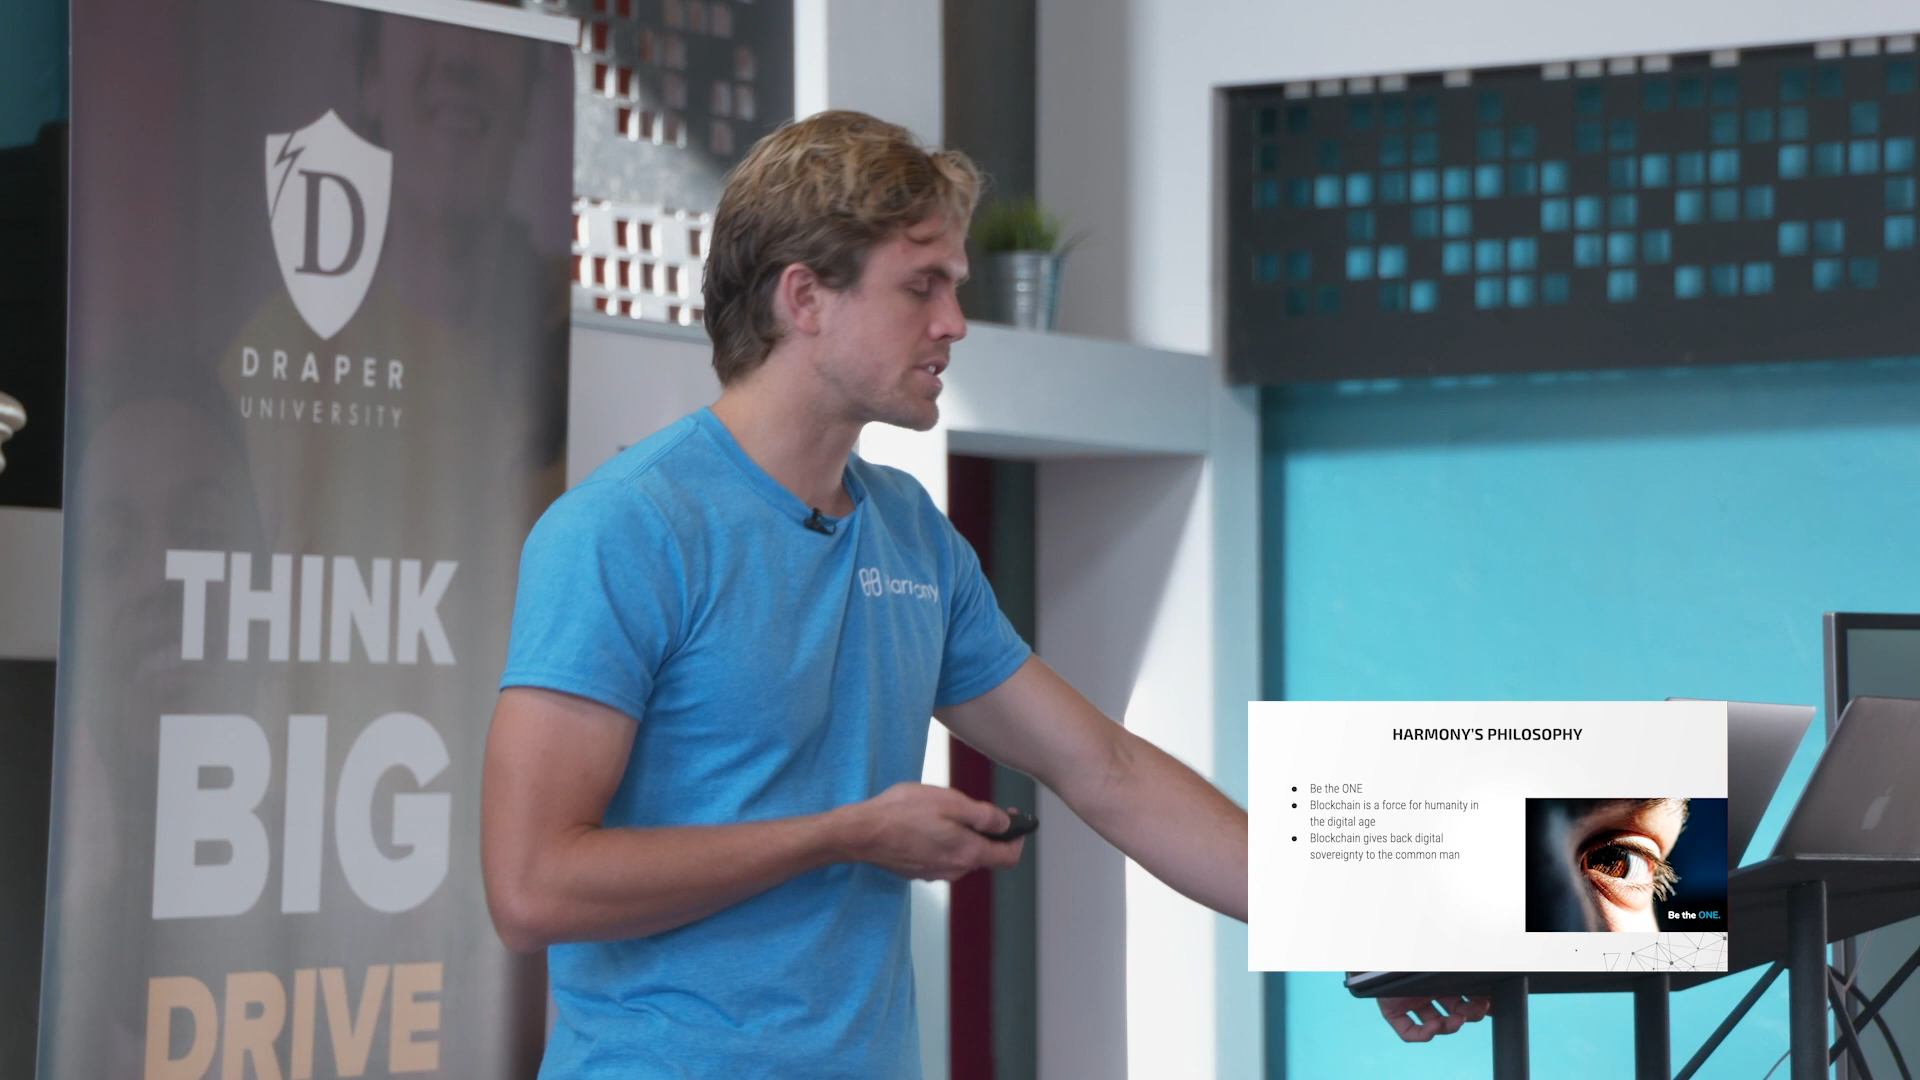 D
DRAPER
UNIVERSITY
THINK
BIG
DRIVE
harmony
HARMONY'S PHILOSOPHY
● Be the ONE
● Blockchain is a force for humanity in
the digital age
● Blockchain gives back digital
sovereignty to the common man
Be the ONE.